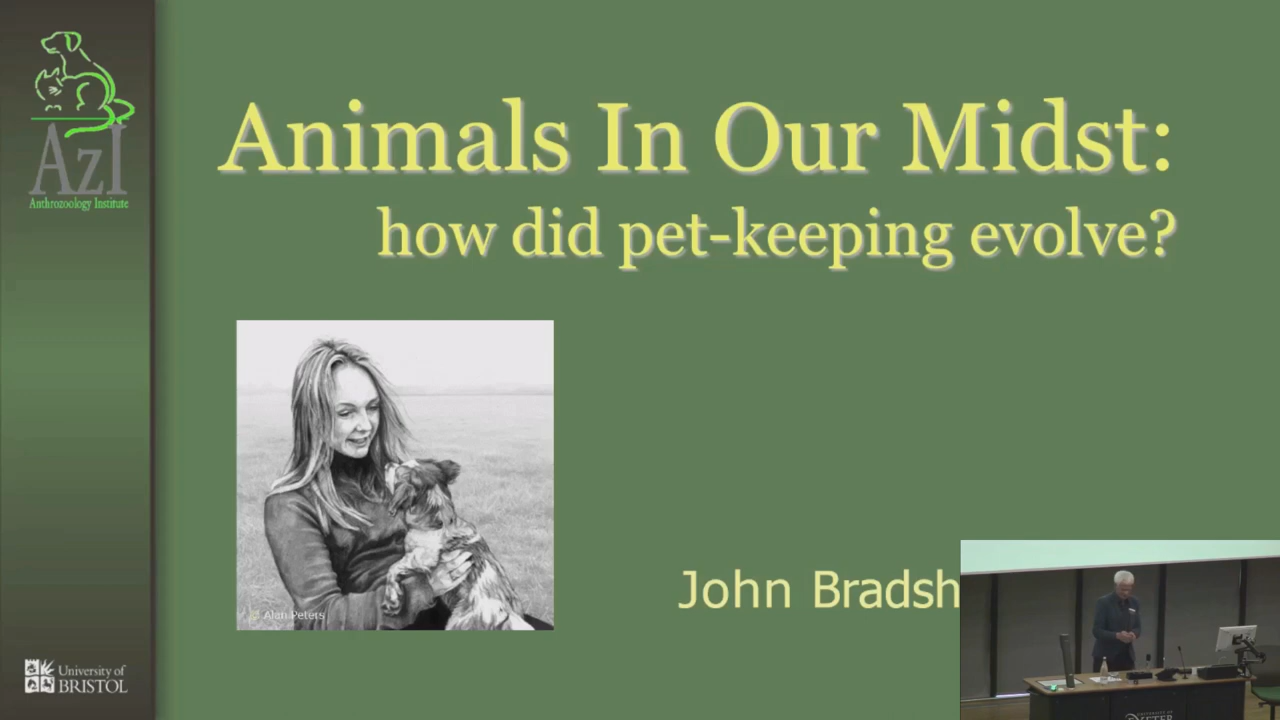 AzI
Anthrozoology Institute
Animals In Our Midst:
how did pet-keeping evolve?
© Alan Peters
John Bradsh
University of
BRISTOL